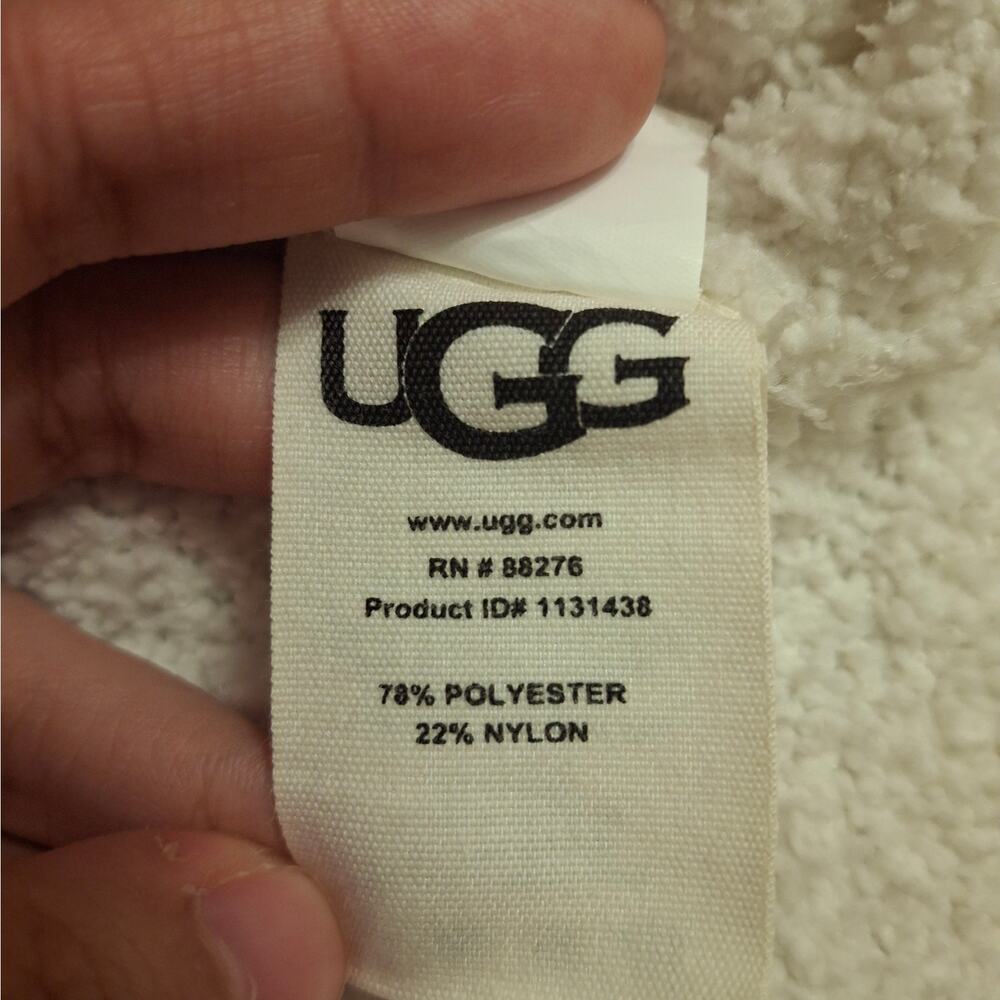 UGG
www.ugg.com
RN # 88276
Product ID# 1131438
78% POLYESTER
22% NYLON